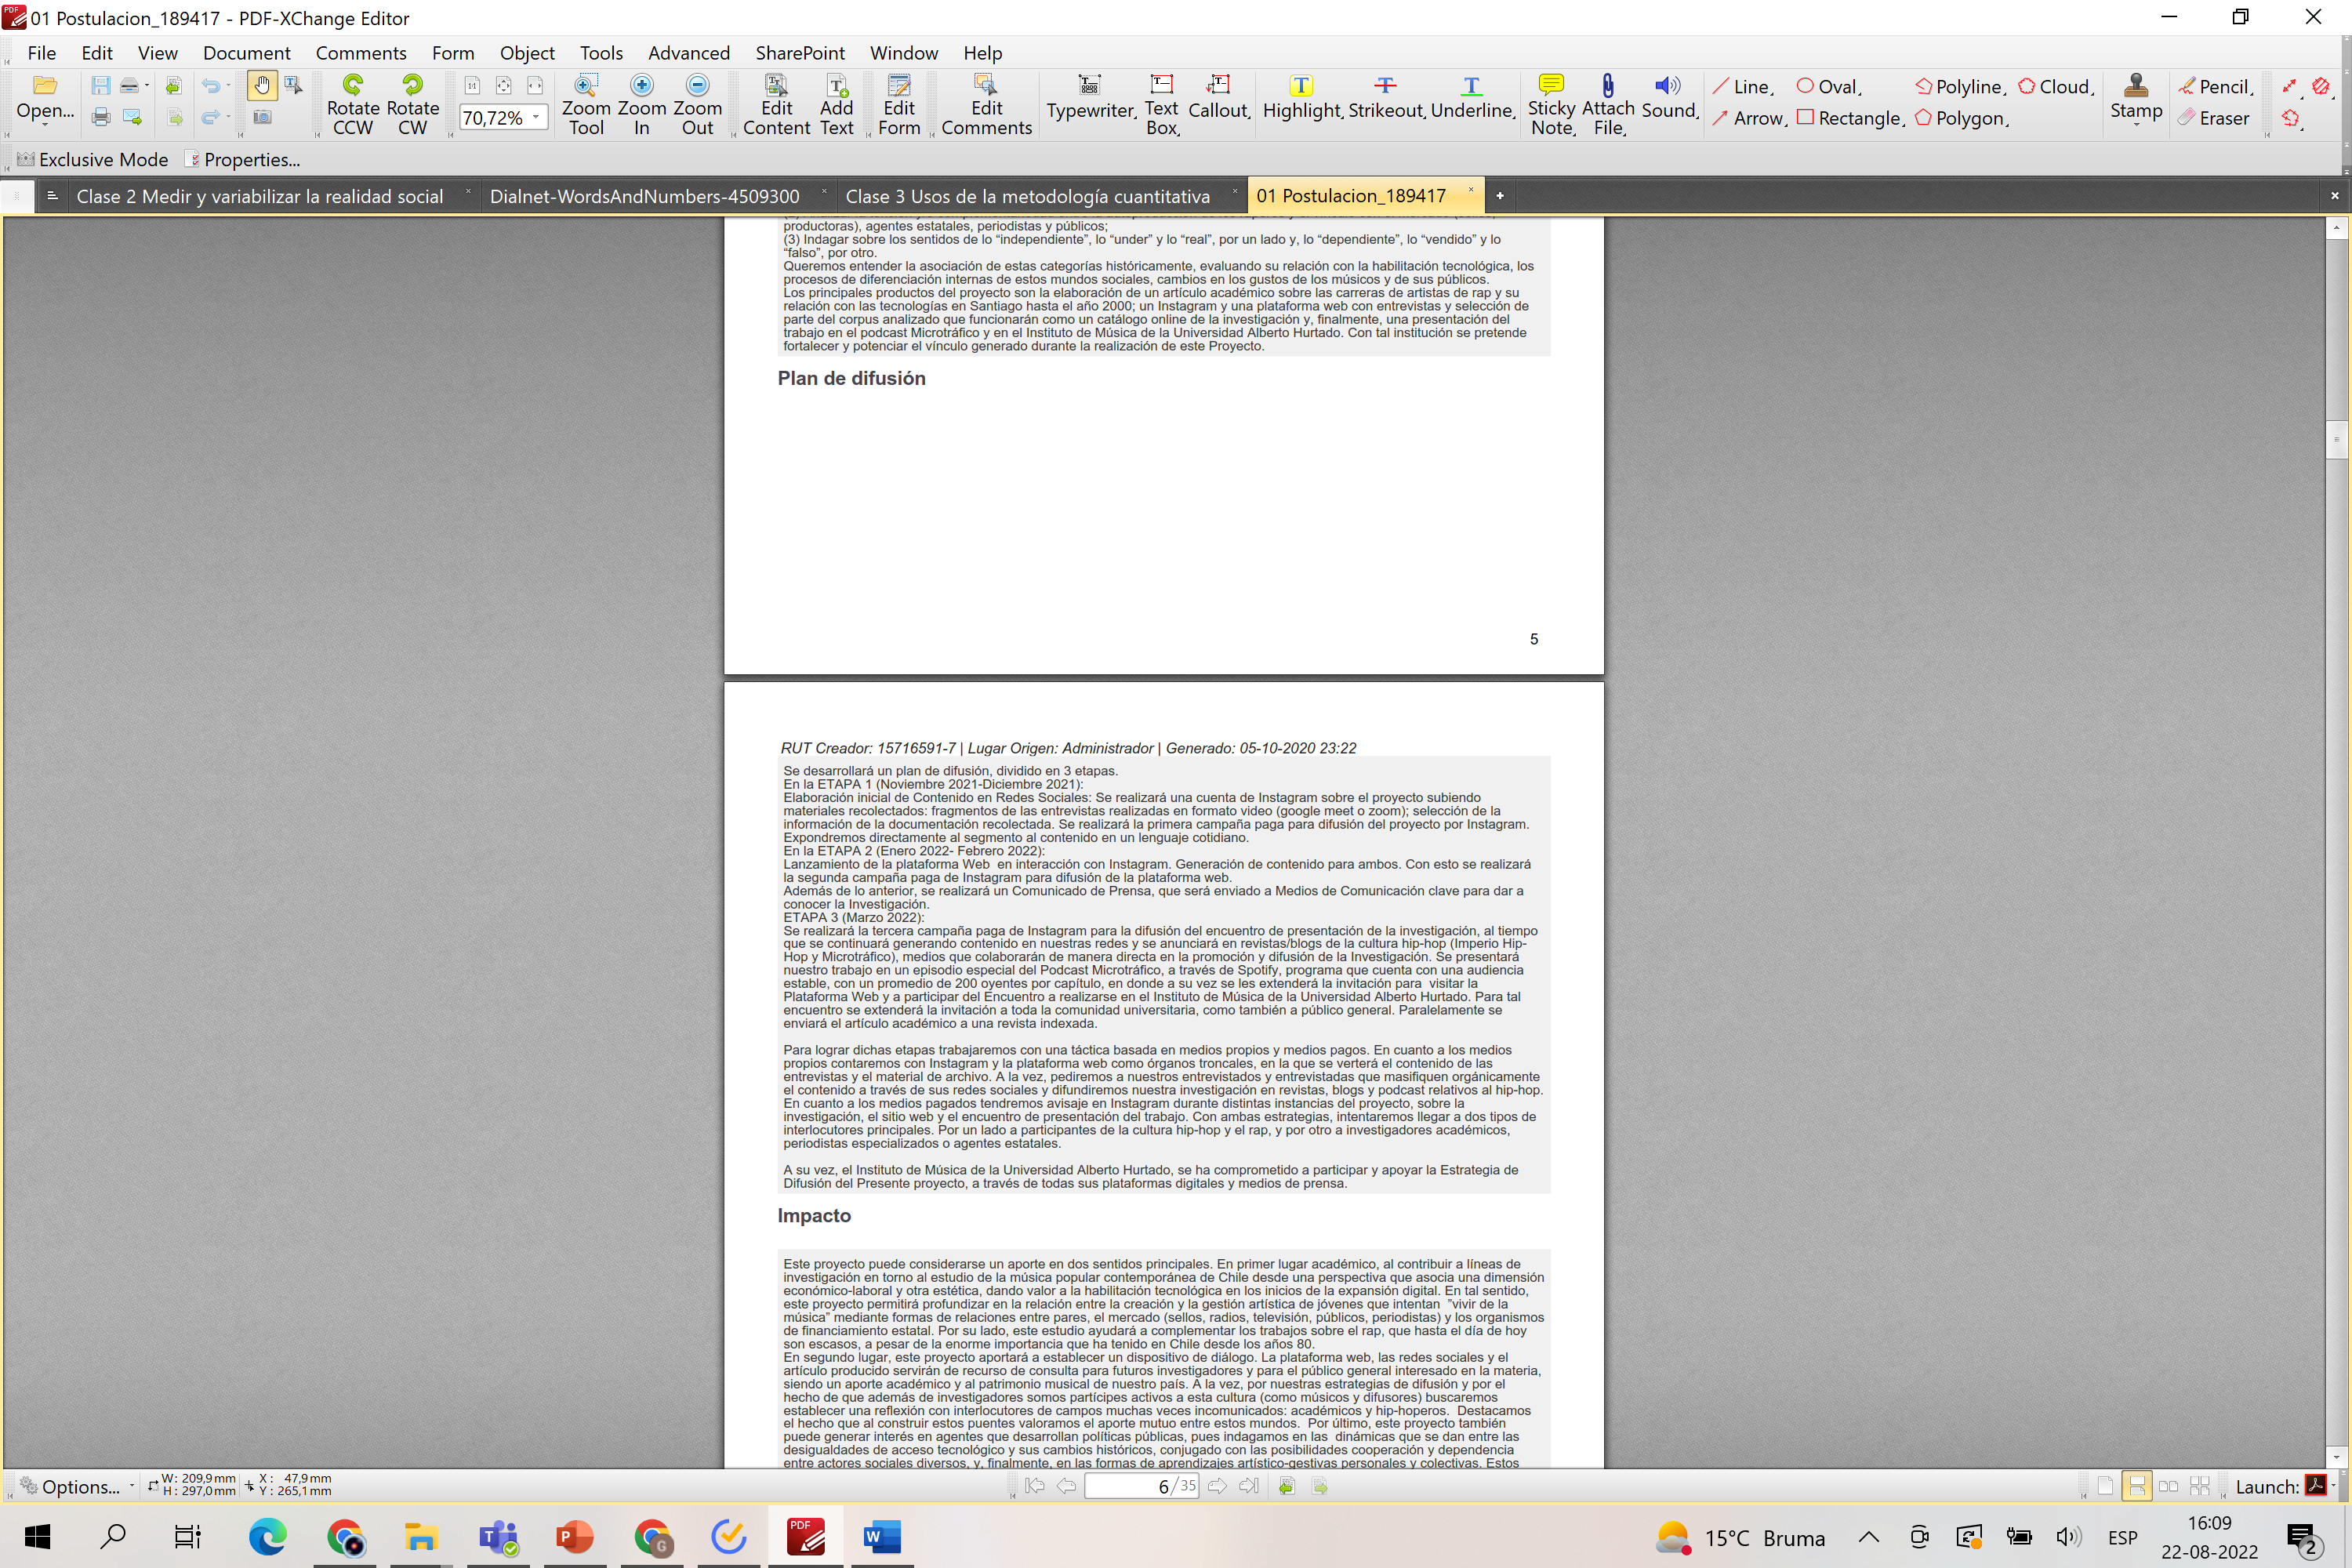 01 Postulacion_189417 - PDF-XChange Editor
File Edit View Document Comments Form Object Tools Advanced SharePoint Window Help
Open... 70,72% Rotate CCW Rotate CW Zoom Tool Zoom In Zoom Out Edit Content Add Text Edit Form Edit Comments Typewriter Text Box Callout Highlight Strikeout Underline Sticky Note Attach File Sound Line Arrow Oval Rectangle Polyline Polygon Cloud Stamp Pencil Eraser
Exclusive Mode Properties...
Clase 2 Medir y variabilizar la realidad social Dialnet-WordsAndNumbers-4509300 Clase 3 Usos de la metodología cuantitativa 01 Postulacion_189417
productoras), agentes estatales, periodistas y públicos;
(3) Indagar sobre los sentidos de lo “independiente”, lo “under” y lo “real”, por un lado y, lo “dependiente”, lo “vendido” y lo
“falso”, por otro.
Queremos entender la asociación de estas categorías históricamente, evaluando su relación con la habilitación tecnológica, los
procesos de diferenciación internas de estos mundos sociales, cambios en los gustos de los músicos y de sus públicos.
Los principales productos del proyecto son la elaboración de un artículo académico sobre las carreras de artistas de rap y su
relación con las tecnologías en Santiago hasta el año 2000; un Instagram y una plataforma web con entrevistas y selección de
parte del corpus analizado que funcionarán como un catálogo online de la investigación y, finalmente, una presentación del
trabajo en el podcast Microtráfico y en el Instituto de Música de la Universidad Alberto Hurtado. Con tal institución se pretende
fortalecer y potenciar el vínculo generado durante la realización de este Proyecto.
Plan de difusión
5
RUT Creador: 15716591-7 | Lugar Origen: Administrador | Generado: 05-10-2020 23:22
Se desarrollará un plan de difusión, dividido en 3 etapas.
En la ETAPA 1 (Noviembre 2021-Diciembre 2021):
Elaboración inicial de Contenido en Redes Sociales: Se realizará una cuenta de Instagram sobre el proyecto subiendo
materiales recolectados: fragmentos de las entrevistas realizadas en formato video (google meet o zoom); selección de la
información de la documentación recolectada. Se realizará la primera campaña paga para difusión del proyecto por Instagram.
Expondremos directamente al segmento al contenido en un lenguaje cotidiano.
En la ETAPA 2 (Enero 2022- Febrero 2022):
Lanzamiento de la plataforma Web en interacción con Instagram. Generación de contenido para ambos. Con esto se realizará
la segunda campaña paga de Instagram para difusión de la plataforma web.
Además de lo anterior, se realizará un Comunicado de Prensa, que será enviado a Medios de Comunicación clave para dar a
conocer la Investigación.
ETAPA 3 (Marzo 2022):
Se realizará la tercera campaña paga de Instagram para la difusión del encuentro de presentación de la investigación, al tiempo
que se continuará generando contenido en nuestras redes y se anunciará en revistas/blogs de la cultura hip-hop (Imperio Hip-
Hop y Microtráfico), medios que colaborarán de manera directa en la promoción y difusión de la Investigación. Se presentará
nuestro trabajo en un episodio especial del Podcast Microtráfico, a través de Spotify, programa que cuenta con una audiencia
estable, con un promedio de 200 oyentes por capítulo, en donde a su vez se les extenderá la invitación para visitar la
Plataforma Web y a participar del Encuentro a realizarse en el Instituto de Música de la Universidad Alberto Hurtado. Para tal
encuentro se extenderá la invitación a toda la comunidad universitaria, como también a público general. Paralelamente se
enviará el artículo académico a una revista indexada.
Para lograr dichas etapas trabajaremos con una táctica basada en medios propios y medios pagos. En cuanto a los medios
propios contaremos con Instagram y la plataforma web como órganos troncales, en la que se verterá el contenido de las
entrevistas y el material de archivo. A la vez, pediremos a nuestros entrevistados y entrevistadas que masifiquen orgánicamente
el contenido a través de sus redes sociales y difundiremos nuestra investigación en revistas, blogs y podcast relativos al hip-hop.
En cuanto a los medios pagados tendremos avisaje en Instagram durante distintas instancias del proyecto, sobre la
investigación, el sitio web y el encuentro de presentación del trabajo. Con ambas estrategias, intentaremos llegar a dos tipos de
interlocutores principales. Por un lado a participantes de la cultura hip-hop y el rap, y por otro a investigadores académicos,
periodistas especializados o agentes estatales.
A su vez, el Instituto de Música de la Universidad Alberto Hurtado, se ha comprometido a participar y apoyar la Estrategia de
Difusión del Presente proyecto, a través de todas sus plataformas digitales y medios de prensa.
Impacto
Este proyecto puede considerarse un aporte en dos sentidos principales. En primer lugar académico, al contribuir a líneas de
investigación en torno al estudio de la música popular contemporánea de Chile desde una perspectiva que asocia una dimensión
económico-laboral y otra estética, dando valor a la habilitación tecnológica en los inicios de la expansión digital. En tal sentido,
este proyecto permitirá profundizar en la relación entre la creación y la gestión artística de jóvenes que intentan ”vivir de la
música” mediante formas de relaciones entre pares, el mercado (sellos, radios, televisión, públicos, periodistas) y los organismos
de financiamiento estatal. Por su lado, este estudio ayudará a complementar los trabajos sobre el rap, que hasta el día de hoy
son escasos, a pesar de la enorme importancia que ha tenido en Chile desde los años 80.
En segundo lugar, este proyecto aportará a establecer un dispositivo de diálogo. La plataforma web, las redes sociales y el
artículo producido servirán de recurso de consulta para futuros investigadores y para el público general interesado en la materia,
siendo un aporte académico y al patrimonio musical de nuestro país. A la vez, por nuestras estrategias de difusión y por el
hecho de que además de investigadores somos partícipes activos a esta cultura (como músicos y difusores) buscaremos
establecer una reflexión con interlocutores de campos muchas veces incomunicados: académicos y hip-hoperos. Destacamos
el hecho que al construir estos puentes valoramos el aporte mutuo entre estos mundos. Por último, este proyecto también
puede generar interés en agentes que desarrollan políticas públicas, pues indagamos en las dinámicas que se dan entre las
desigualdades de acceso tecnológico y sus cambios históricos, conjugado con las posibilidades cooperación y dependencia
entre actores sociales diversos, y, finalmente, en las formas de aprendizajes artístico-gestivas personales y colectivas. Estos
Options... W: 209,9 mm H: 297,0 mm X: 47,9 mm Y: 265,1 mm 6 / 35 Launch:
15°C Bruma ESP 16:09
22-08-2022 2